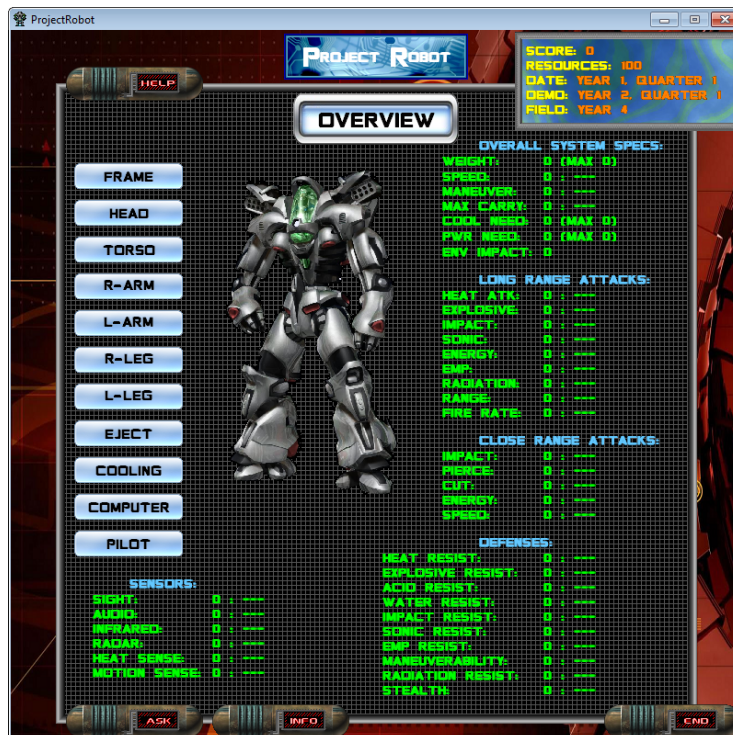 ProjectRobot
PROJECT ROBOT
SCORE: 0
RESOURCES: 100
DATE: YEAR 1, QUARTER 1
DEMO: YEAR 2, QUARTER 1
FIELD: YEAR 4
HELP
OVERVIEW
FRAME
HEAD
TORSO
R-ARM
L-ARM
R-LEG
L-LEG
EJECT
COOLING
COMPUTER
PILOT
OVERALL SYSTEM SPECS:
WEIGHT: 0 (MAX 0)
SPEED: 0 : ---
MANEUVER: 0 : ---
MAX CARRY: 0 : ---
COOL NEED: 0 (MAX 0)
PWR NEED: 0 (MAX 0)
ENV IMPACT: 0
LONG RANGE ATTACKS:
HEAT ATK: 0 : ---
EXPLOSIVE: 0 : ---
IMPACT: 0 : ---
SONIC: 0 : ---
ENERGY: 0 : ---
EMP: 0 : ---
RADIATION: 0 : ---
RANGE: 0 : ---
FIRE RATE: 0 : ---
CLOSE RANGE ATTACKS:
IMPACT: 0 : ---
PIERCE: 0 : ---
CUT: 0 : ---
ENERGY: 0 : ---
SPEED: 0 : ---
DEFENSES:
HEAT RESIST: 0 : ---
EXPLOSIVE RESIST: 0 : ---
ACID RESIST: 0 : ---
WATER RESIST: 0 : ---
IMPACT RESIST: 0 : ---
SONIC RESIST: 0 : ---
EMP RESIST: 0 : ---
MANEUVERABILITY: 0 : ---
RADIATION RESIST: 0 : ---
STEALTH: 0 : ---
SENSORS:
SIGHT: 0 : ---
AUDIO: 0 : ---
INFRARED: 0 : ---
RADAR: 0 : ---
HEAT SENSE: 0 : ---
MOTION SENSE: 0 : ---
ASK
INFO
END